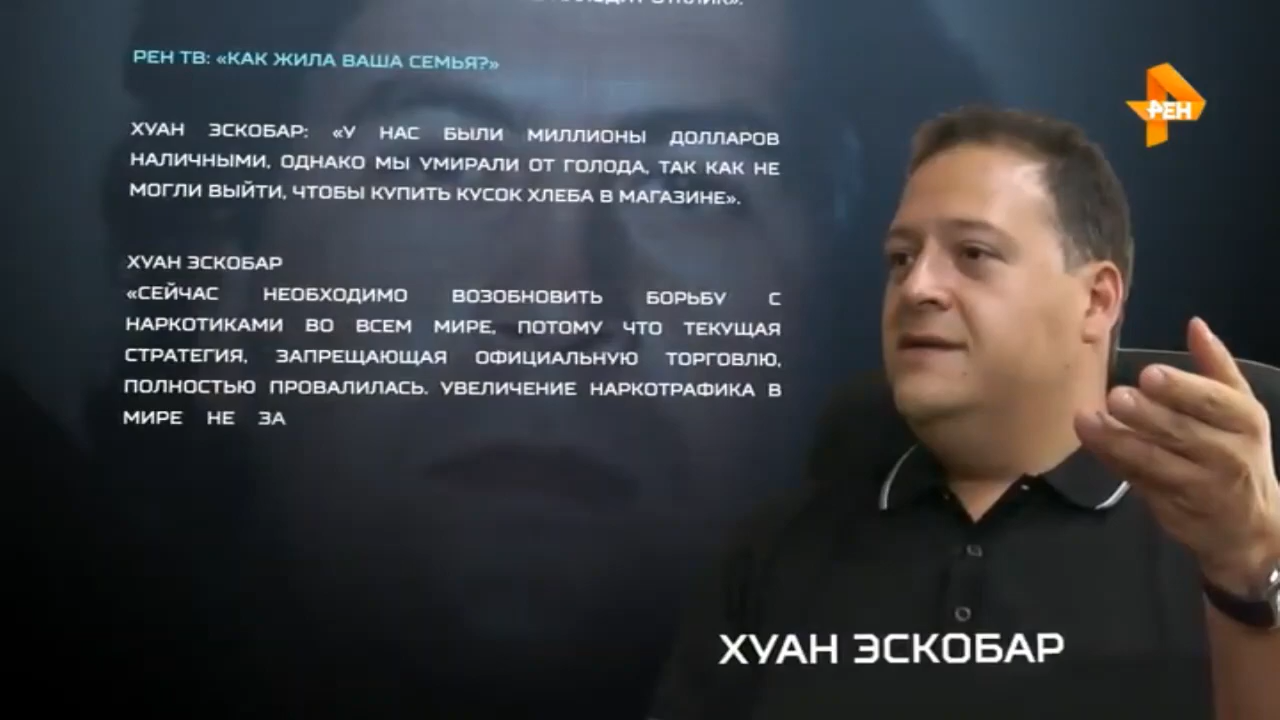 РЕН ТВ: «КАК ЖИЛА ВАША СЕМЬЯ?»
ХУАН ЭСКОБАР: «У НАС БЫЛИ МИЛЛИОНЫ ДОЛЛАРОВ
НАЛИЧНЫМИ, ОДНАКО МЫ УМИРАЛИ ОТ ГОЛОДА, ТАК КАК НЕ
МОГЛИ ВЫЙТИ, ЧТОБЫ КУПИТЬ КУСОК ХЛЕБА В МАГАЗИНЕ».
ХУАН ЭСКОБАР
«СЕЙЧАС НЕОБХОДИМО ВОЗОБНОВИТЬ БОРЬБУ С
НАРКОТИКАМИ ВО ВСЕМ МИРЕ, ПОТОМУ ЧТО ТЕКУЩАЯ
СТРАТЕГИЯ, ЗАПРЕЩАЮЩАЯ ОФИЦИАЛЬНУЮ ТОРГОВЛЮ,
ПОЛНОСТЬЮ ПРОВАЛИЛАСЬ. УВЕЛИЧЕНИЕ НАРКОТРАФИКА В
МИРЕ НЕ ЗА
РЕН
ХУАН ЭСКОБАР